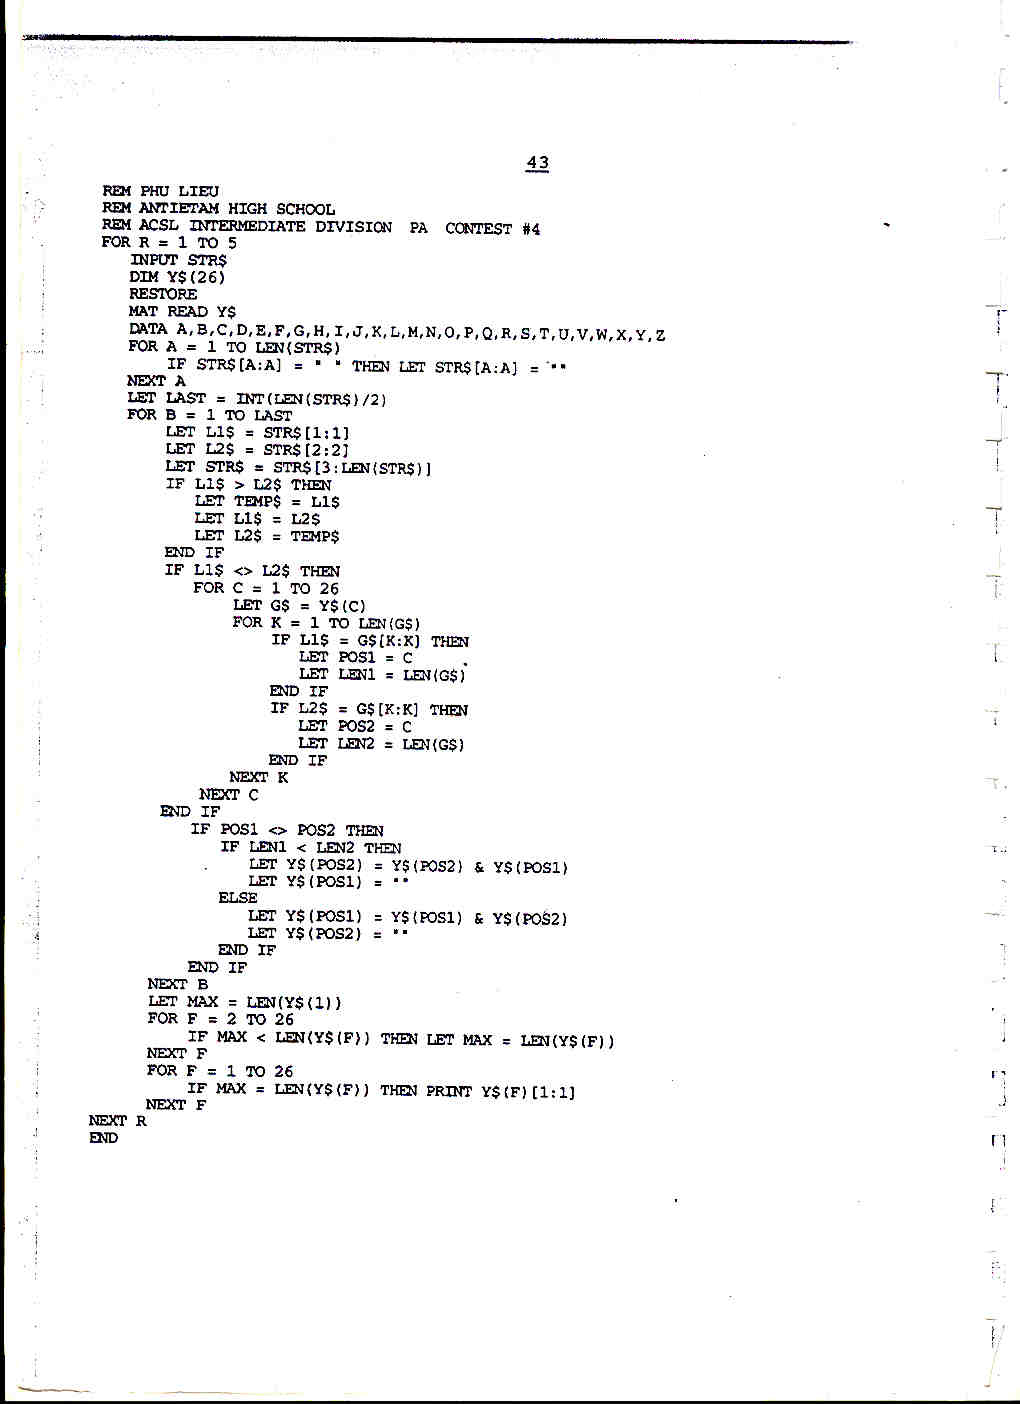 43
REM PHU LIEU
REM ANTIETAM HIGH SCHOOL
REM ACSL INTERMEDIATE DIVISION PA CONTEST #4
FOR R = 1 TO 5
INPUT STR$
DIM Y$(26)
RESTORE
MAT READ Y$
DATA A,B,C,D,E,F,G,H,I,J,K,L,M,N,O,P,Q,R,S,T,U,V,W,X,Y,Z
FOR A = 1 TO LEN(STR$)
IF STR$[A:A] = " " THEN LET STR$[A:A] = ""
NEXT A
LET LAST = INT(LEN(STR$)/2)
FOR B = 1 TO LAST
LET L1$ = STR$[1:1]
LET L2$ = STR$[2:2]
LET STR$ = STR$[3:LEN(STR$)]
IF L1$ > L2$ THEN
LET TEMP$ = L1$
LET L1$ = L2$
LET L2$ = TEMP$
END IF
IF L1$ <> L2$ THEN
FOR C = 1 TO 26
LET G$ = Y$(C)
FOR K = 1 TO LEN(G$)
IF L1$ = G$[K:K] THEN
LET POS1 = C
LET LEN1 = LEN(G$)
END IF
IF L2$ = G$[K:K] THEN
LET POS2 = C
LET LEN2 = LEN(G$)
END IF
NEXT K
NEXT C
END IF
IF POS1 <> POS2 THEN
IF LEN1 < LEN2 THEN
LET Y$(POS2) = Y$(POS2) & Y$(POS1)
LET Y$(POS1) = ""
ELSE
LET Y$(POS1) = Y$(POS1) & Y$(POS2)
LET Y$(POS2) = ""
END IF
END IF
NEXT B
LET MAX = LEN(Y$(1))
FOR F = 2 TO 26
IF MAX < LEN(Y$(F)) THEN LET MAX = LEN(Y$(F))
NEXT F
FOR F = 1 TO 26
IF MAX = LEN(Y$(F)) THEN PRINT Y$(F)[1:1]
NEXT F
NEXT R
END